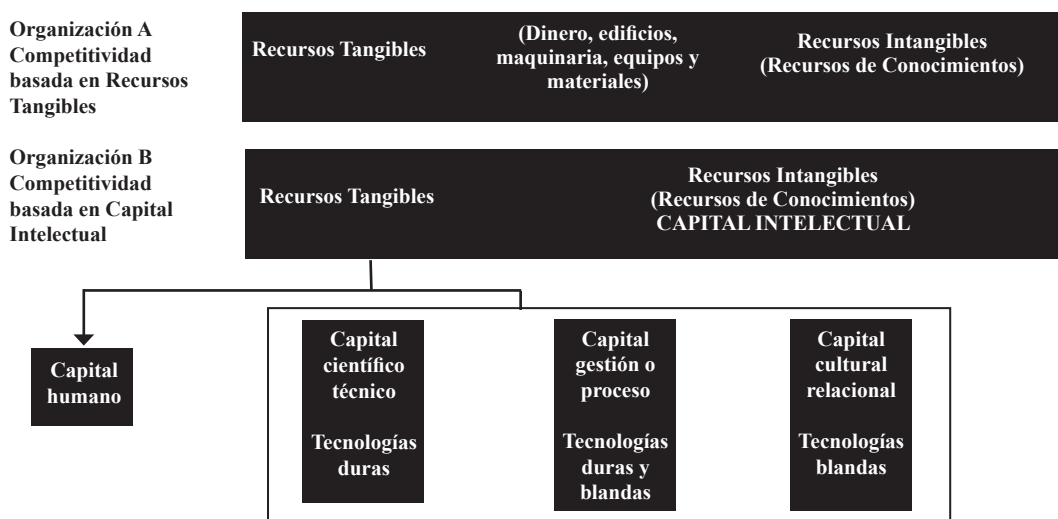 Organización A
Competitividad
basada en Recursos
Tangibles
Recursos Tangibles
(Dinero, edificios,
maquinaria, equipos y
materiales)
Recursos Intangibles
(Recursos de Conocimientos)
Organización B
Competitividad
basada en Capital
Intelectual
Recursos Tangibles
Recursos Intangibles
(Recursos de Conocimientos)
CAPITAL INTELECTUAL
Capital
humano
Capital
científico
técnico
Tecnologías
duras
Capital
gestión o
proceso
Tecnologías
duras y
blandas
Capital
cultural
relacional
Tecnologías
blandas